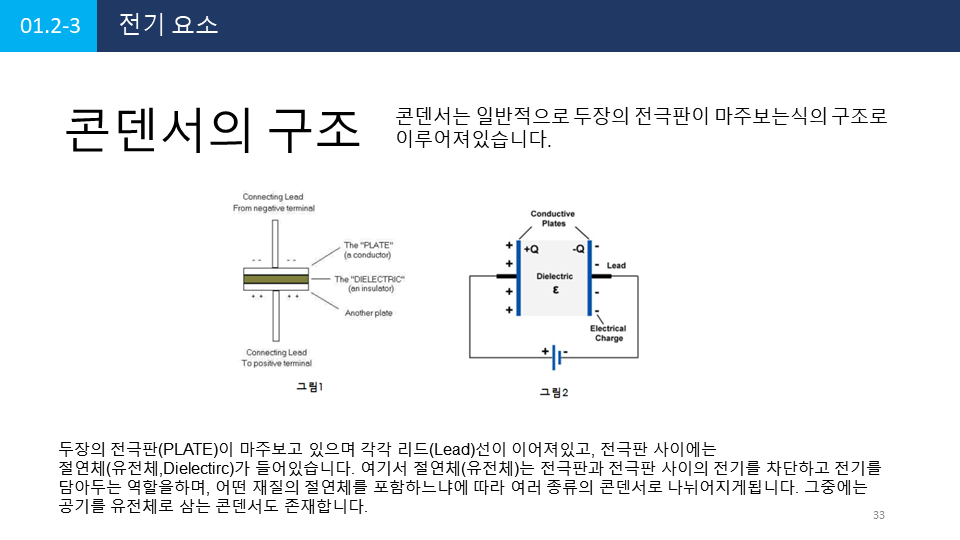 01.2-3 전기 요소
콘덴서의 구조
콘덴서는 일반적으로 두장의 전극판이 마주보는식의 구조로
이루어져있습니다.
Connecting Lead
From negative terminal
- -
- -
The "PLATE"
(a conductor)
The "DIELECTRIC"
(an insulator)
+ +
+ +
Another plate
Connecting Lead
To positive terminal
그림1
Conductive
Plates
+ +Q -Q -
+ -
Lead
Dielectric
ε
+ -
+ -
Electrical
Charge
+ -
그림2
두장의 전극판(PLATE)이 마주보고 있으며 각각 리드(Lead)선이 이어져있고, 전극판 사이에는
절연체(유전체,Dielectirc)가 들어있습니다. 여기서 절연체(유전체)는 전극판과 전극판 사이의 전기를 차단하고 전기를
담아두는 역할을하며, 어떤 재질의 절연체를 포함하느냐에 따라 여러 종류의 콘덴서로 나뉘어지게됩니다. 그중에는
공기를 유전체로 삼는 콘덴서도 존재합니다.
33